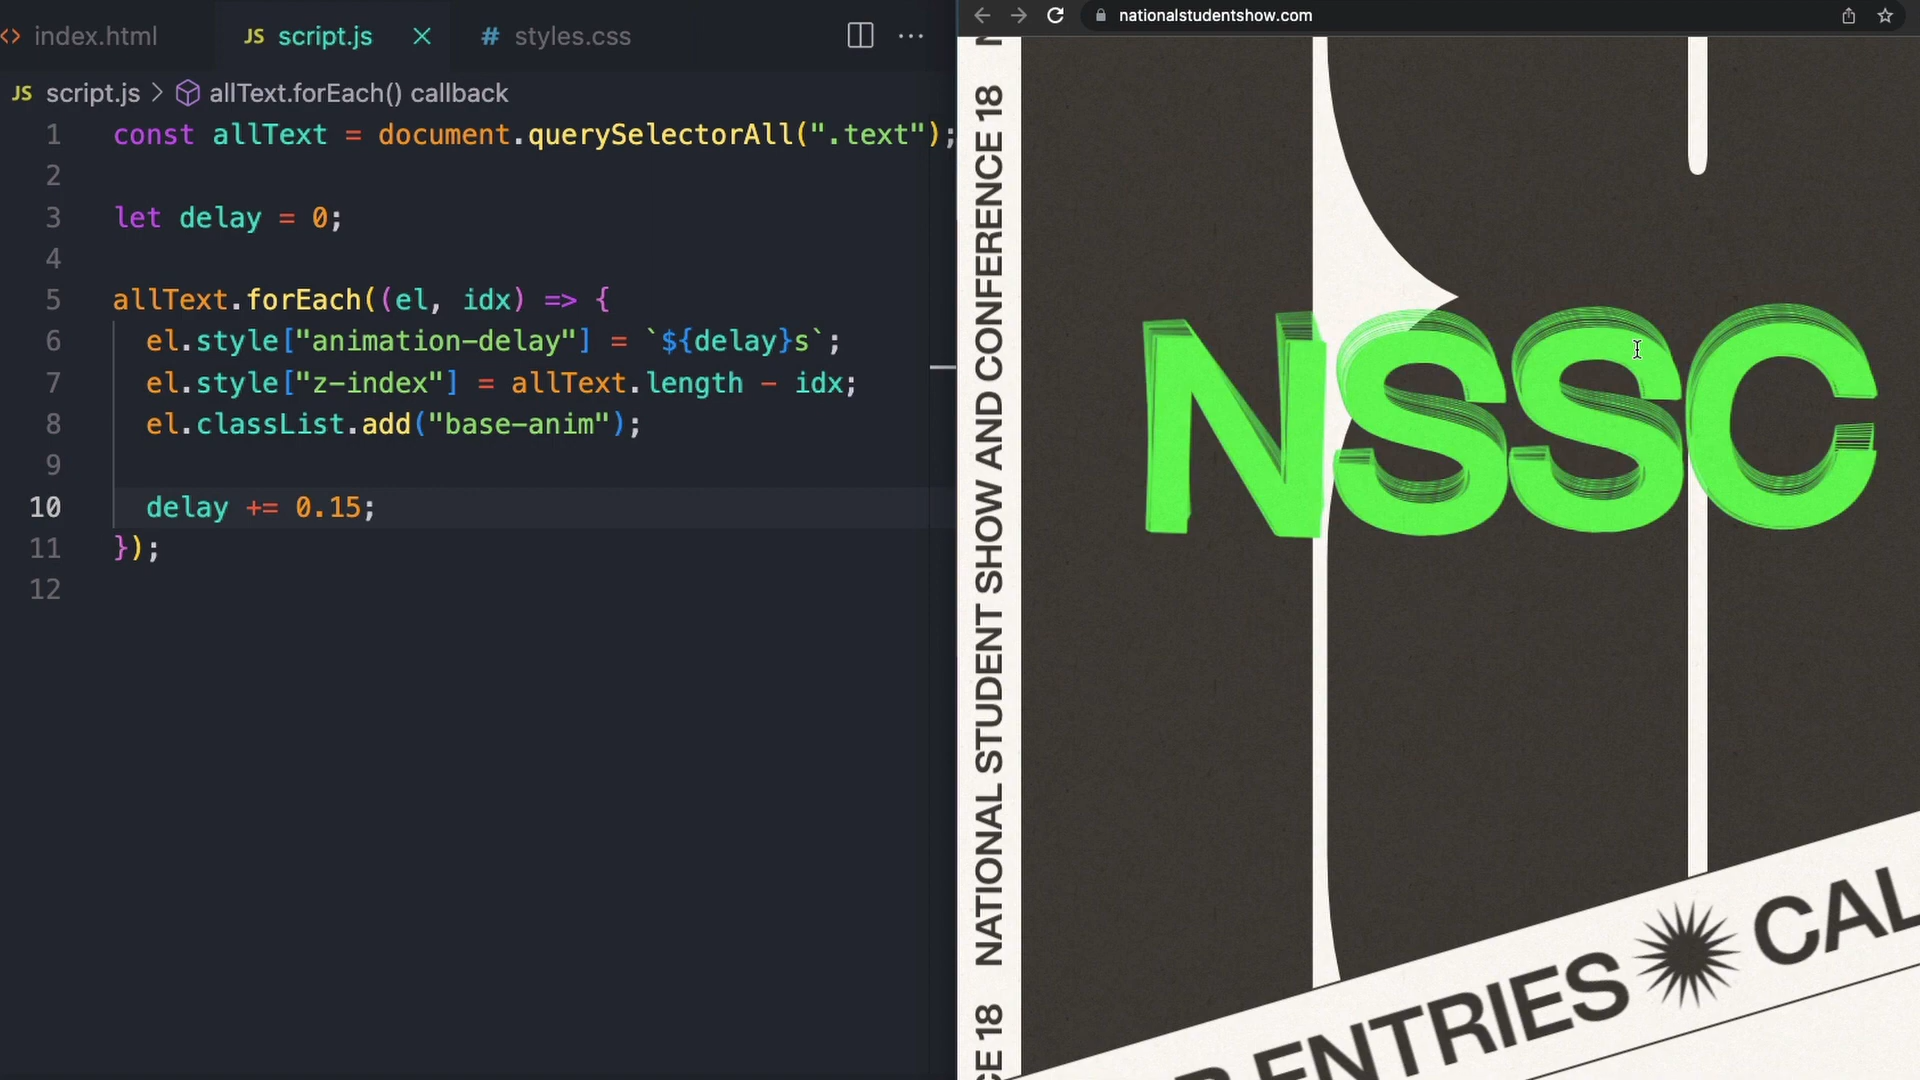 index.html
JS script.js
# styles.css
JS script.js > allText.forEach() callback
1 const allText = document.querySelectorAll(".text");
2
3 let delay = 0;
4
5 allText.forEach((el, idx) => {
6 el.style["animation-delay"] = `${delay}s`;
7 el.style["z-index"] = allText.length - idx;
8 el.classList.add("base-anim");
9
10 delay += 0.15;
11 });
12
nationalstudentshow.com
NATIONAL STUDENT SHOW AND CONFERENCE 18
CE 18
NSSC
ENTRIES CAL